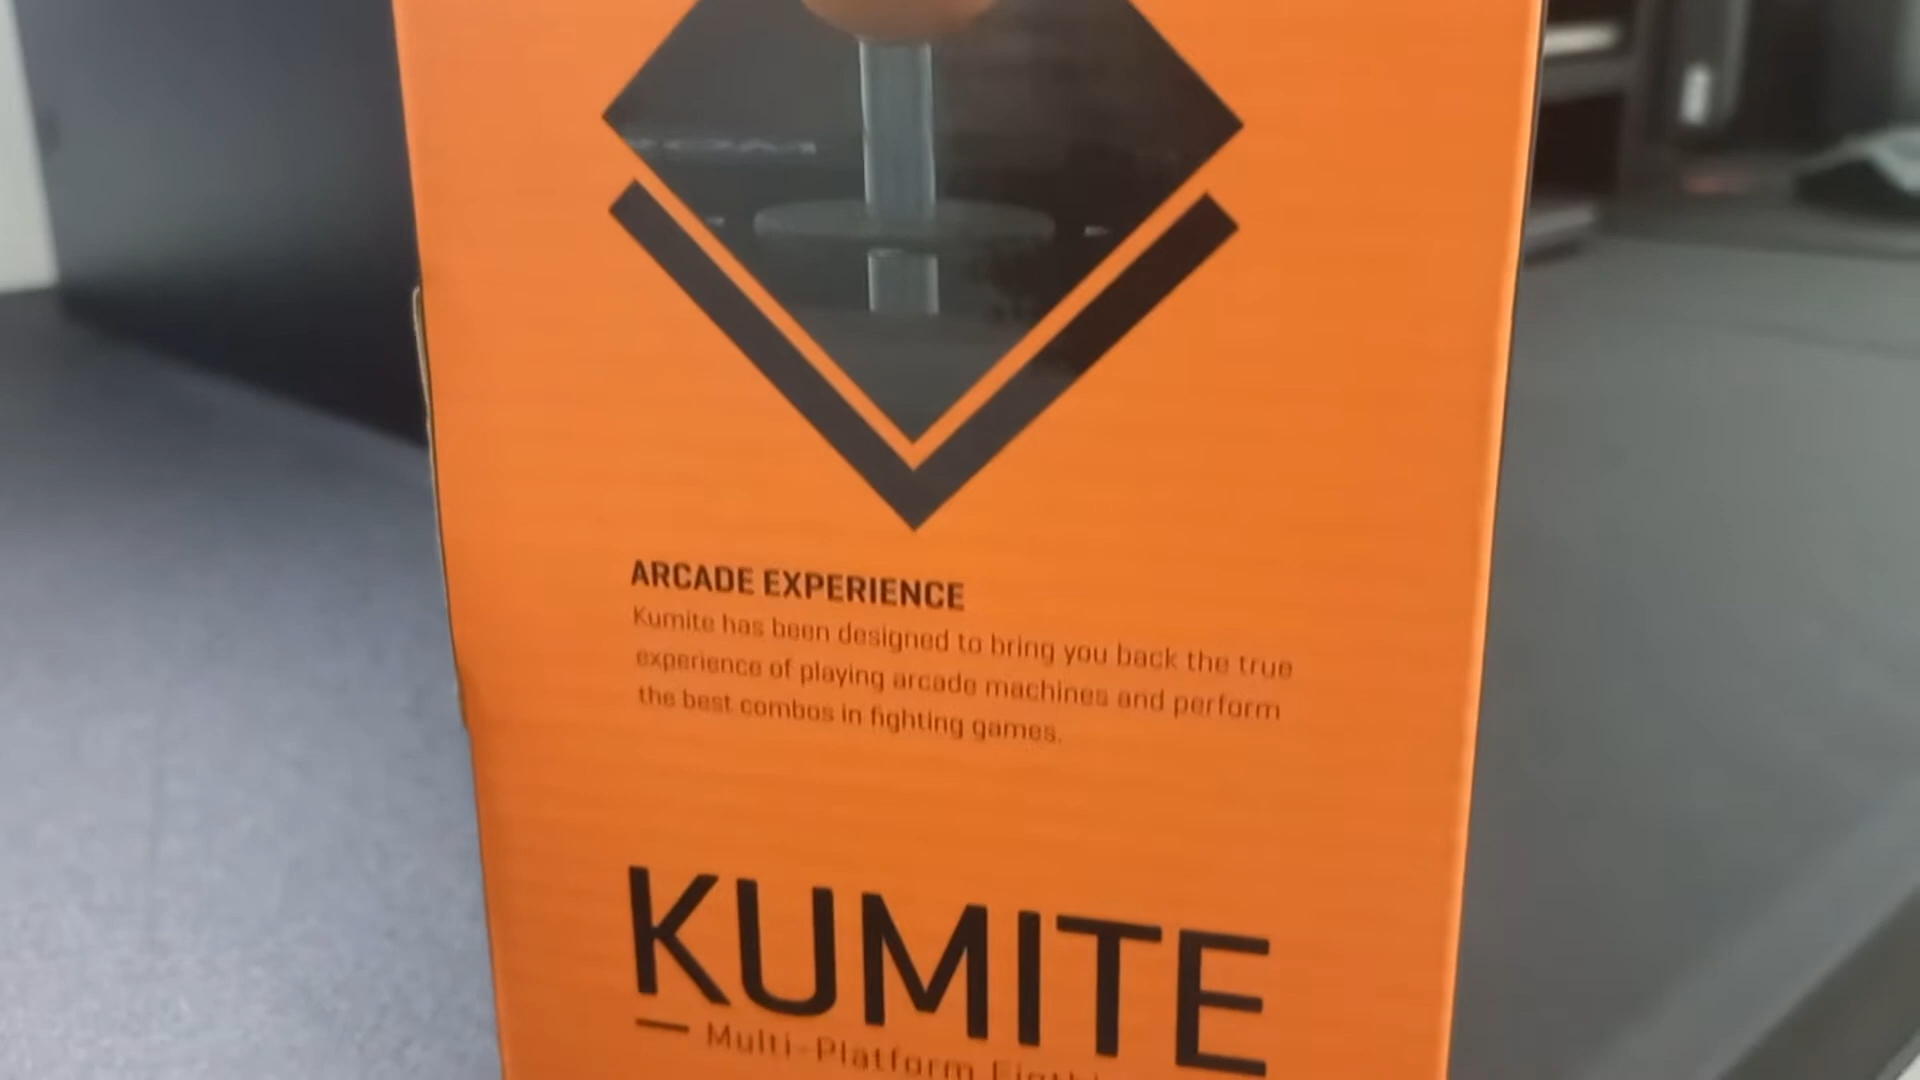 ARCADE EXPERIENCE
Kumite has been designed to bring you back the true
experience of playing arcade machines and perform
the best combos in fighting games.
KUMITE
Multi-Platform